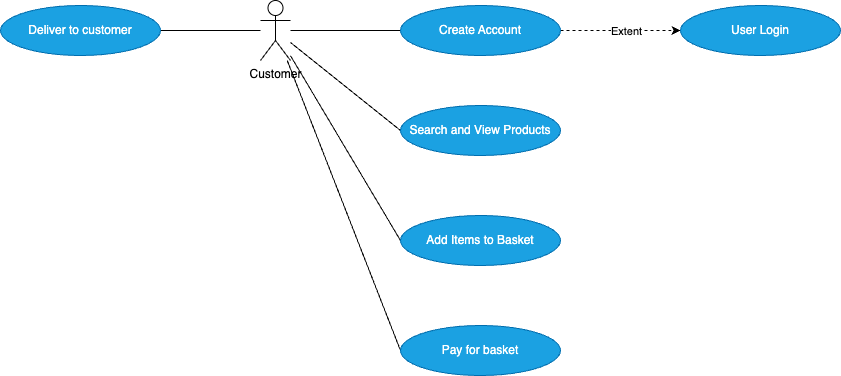 Deliver to customer
Create Account
Extent
User Login
Customer
Search and View Products
Add Items to Basket
Pay for basket